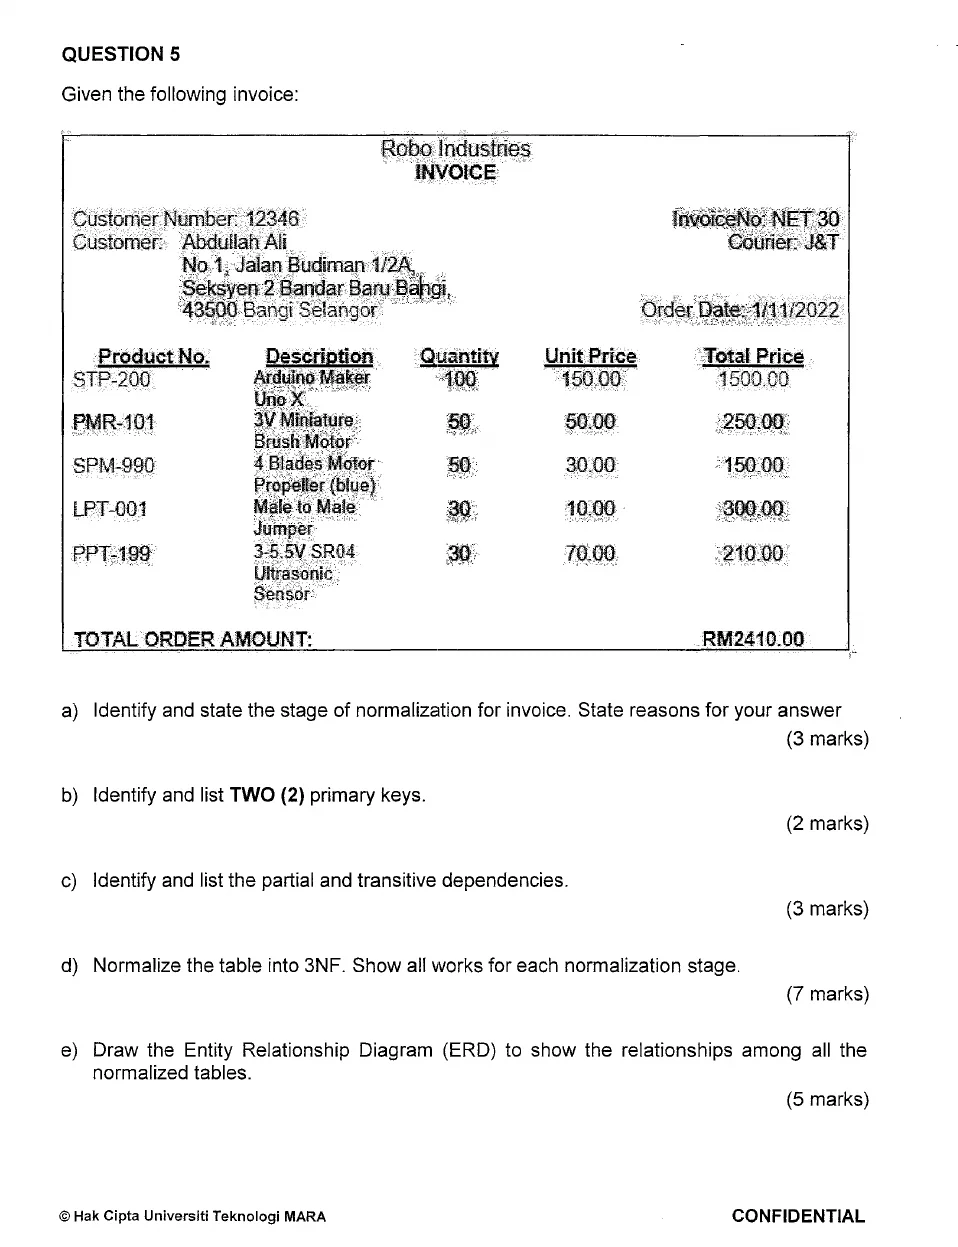 QUESTION 5
Given the following invoice:
Robo Industries
INVOICE
Customer Number: 12346 InvoiceNo: NET 30
Customer: Abdullah Ali Courier: J&T
No 1, Jalan Budiman 1/2A,
Seksyen 2 Bandar Baru Bangi,
43500 Bangi Selangor Order Date: 1/11/2022
Product No. Description Quantity Unit Price Total Price
STP-200 Arduino Maker 100 150.00 1500.00
Uno X
PMR-101 3V Miniature 50 50.00 250.00
Brush Motor
SPM-990 4 Blades Motor 50 30.00 150.00
Propeller (blue)
LPT-001 Male to Male 30 10.00 300.00
Jumper
PPT-199 3-5.5V SR04 30 70.00 210.00
Ultrasonic
Sensor
TOTAL ORDER AMOUNT: RM2410.00
a) Identify and state the stage of normalization for invoice. State reasons for your answer
(3 marks)
b) Identify and list TWO (2) primary keys.
(2 marks)
c) Identify and list the partial and transitive dependencies.
(3 marks)
d) Normalize the table into 3NF. Show all works for each normalization stage.
(7 marks)
e) Draw the Entity Relationship Diagram (ERD) to show the relationships among all the
normalized tables.
(5 marks)
© Hak Cipta Universiti Teknologi MARA CONFIDENTIAL